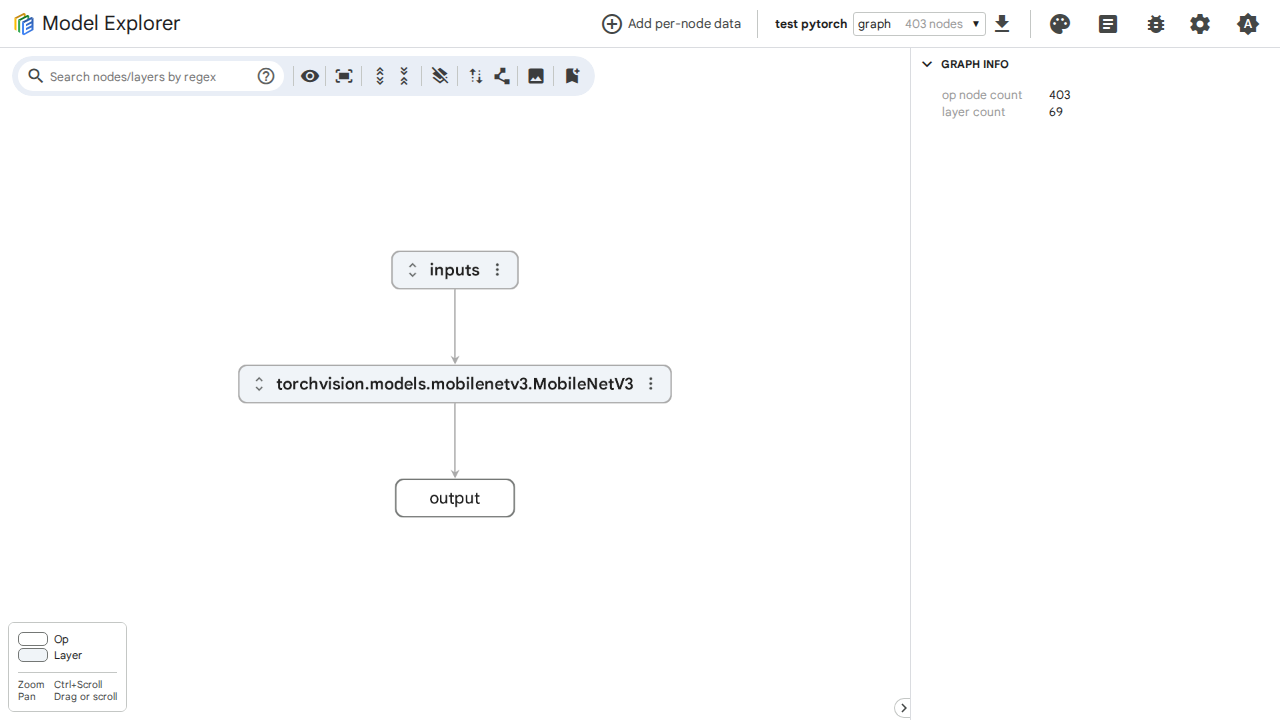 Model Explorer
Add per-node data
test pytorch
graph 403 nodes
Search nodes/layers by regex
GRAPH INFO
op node count 403
layer count 69
inputs
torchvision.models.mobilenetv3.MobileNetV3
output
Op
Layer
Zoom Ctrl+Scroll
Pan Drag or scroll